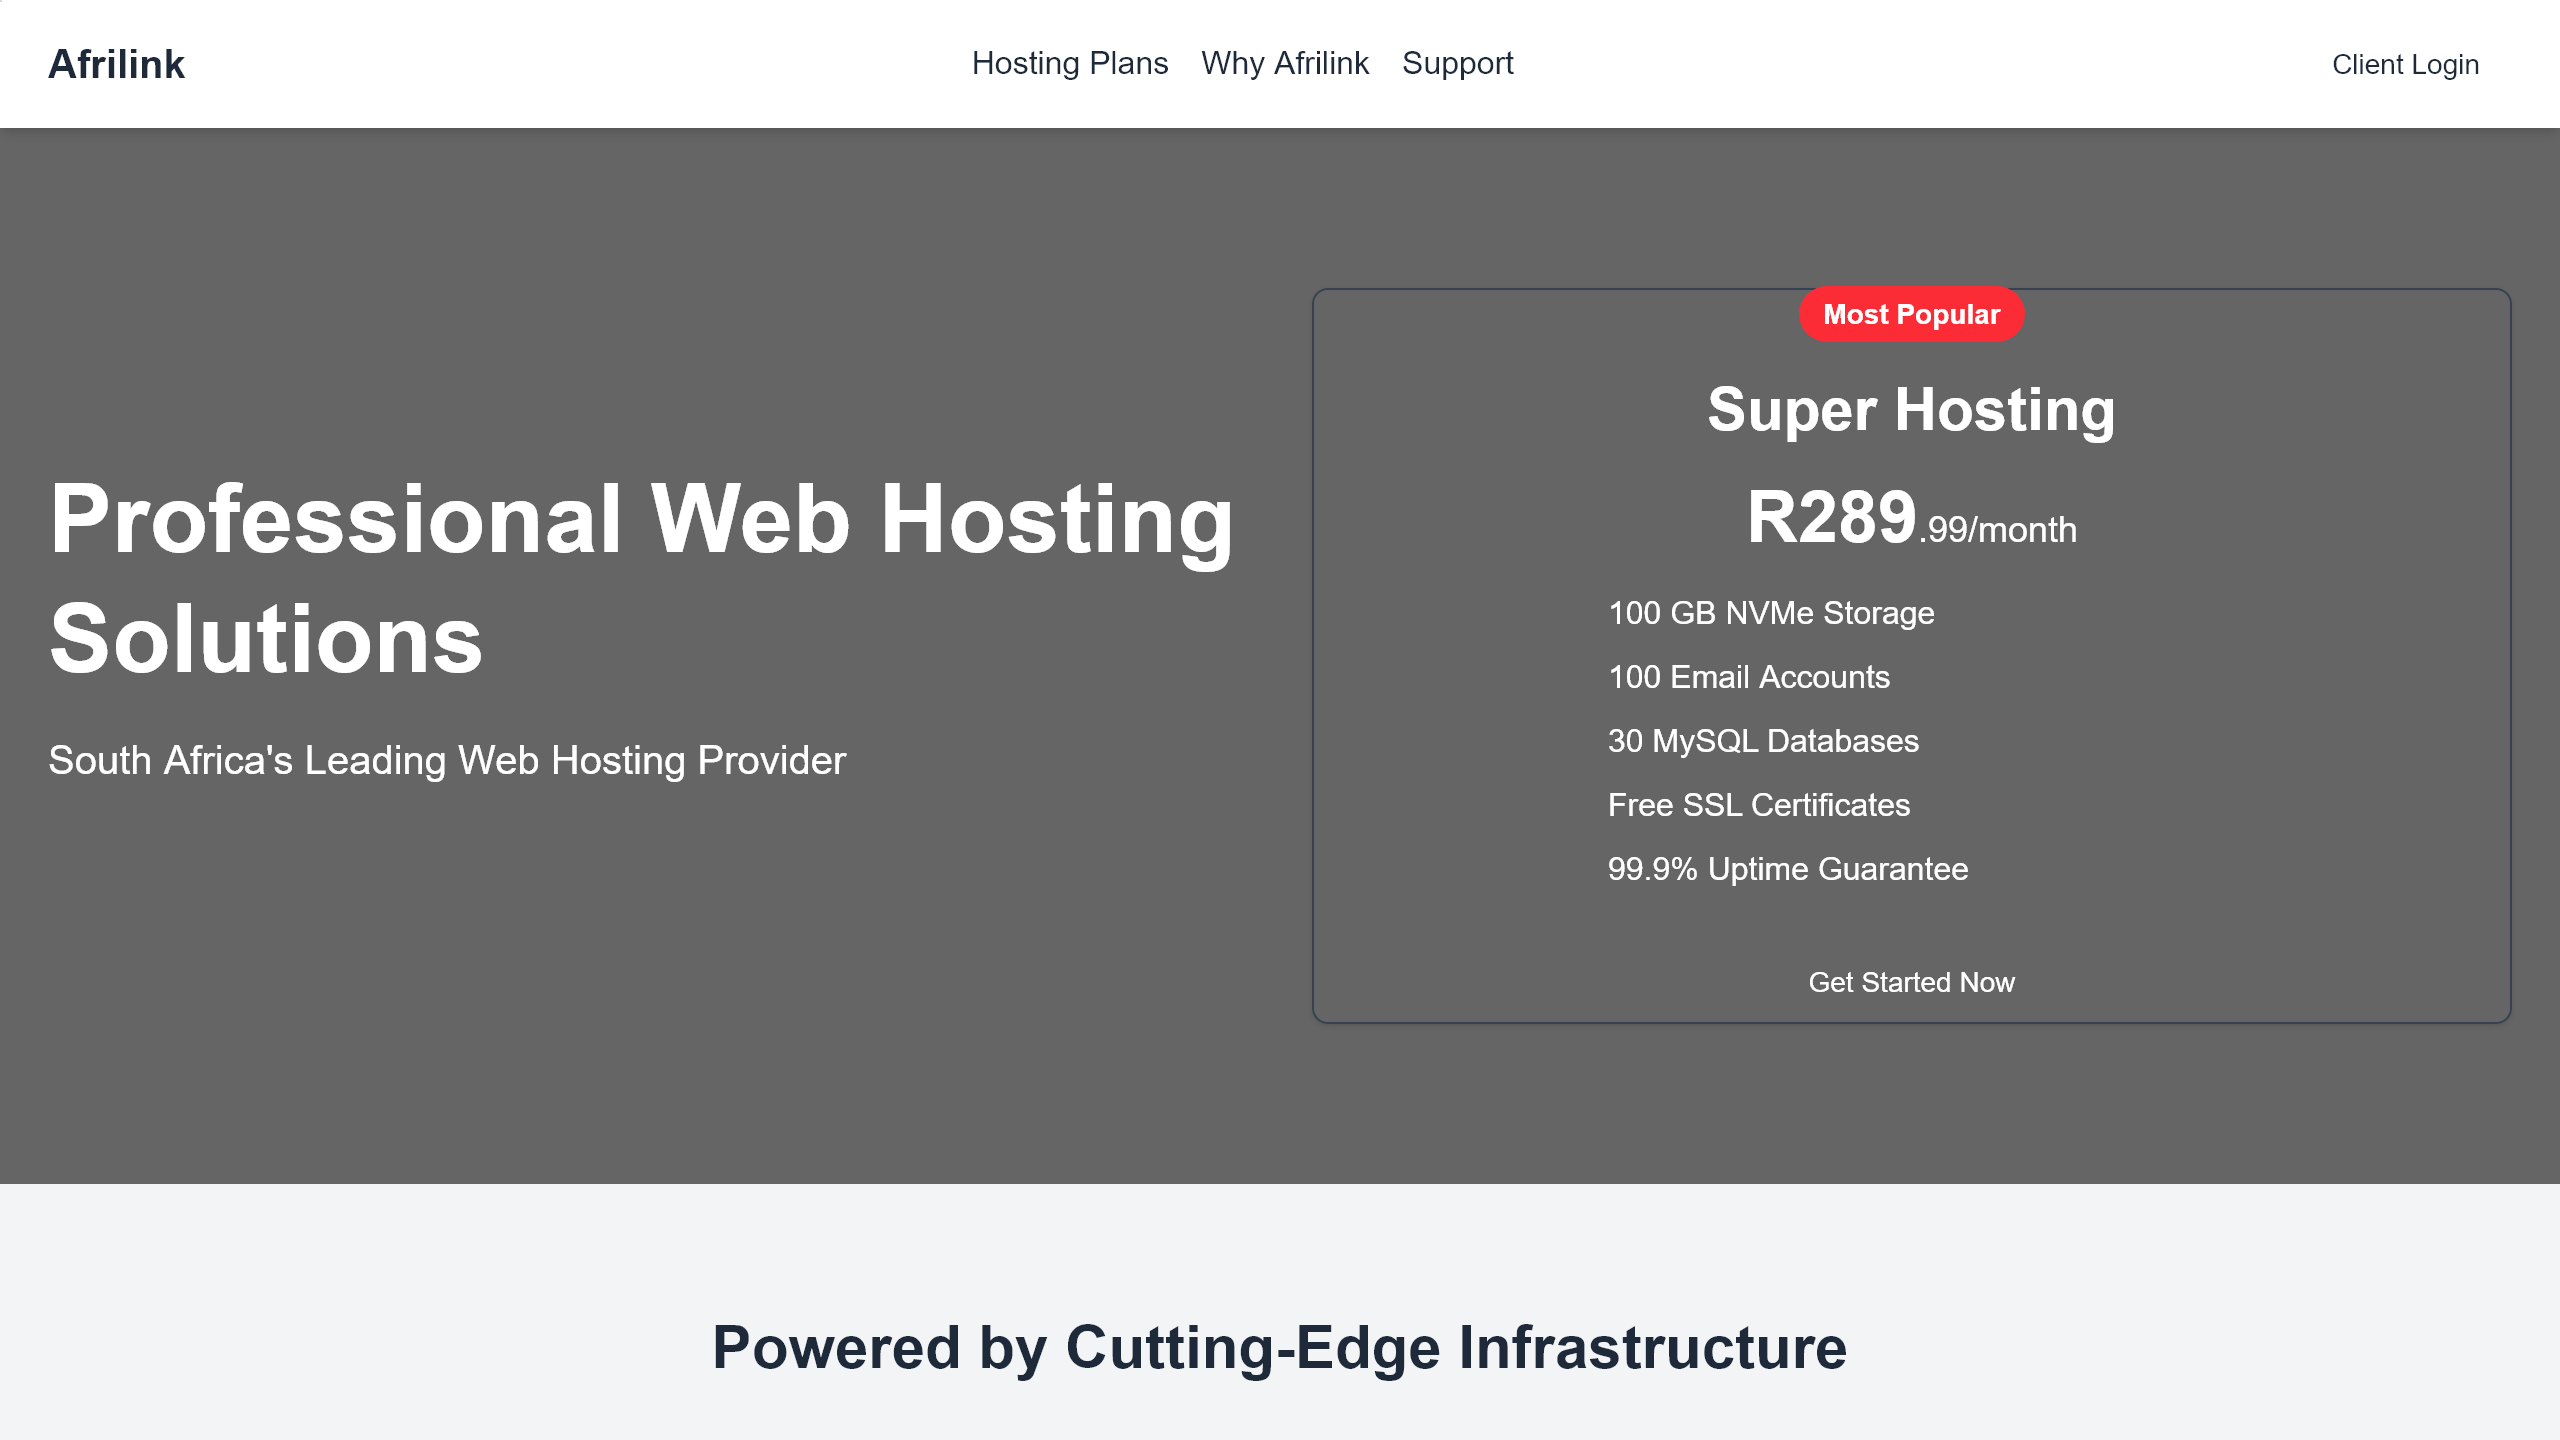 Afrilink
Hosting Plans
Why Afrilink
Support
Client Login
Professional Web Hosting
Solutions
South Africa's Leading Web Hosting Provider
Most Popular
Super Hosting
R289.99/month
100 GB NVMe Storage
100 Email Accounts
30 MySQL Databases
Free SSL Certificates
99.9% Uptime Guarantee
Get Started Now
Powered by Cutting-Edge Infrastructure